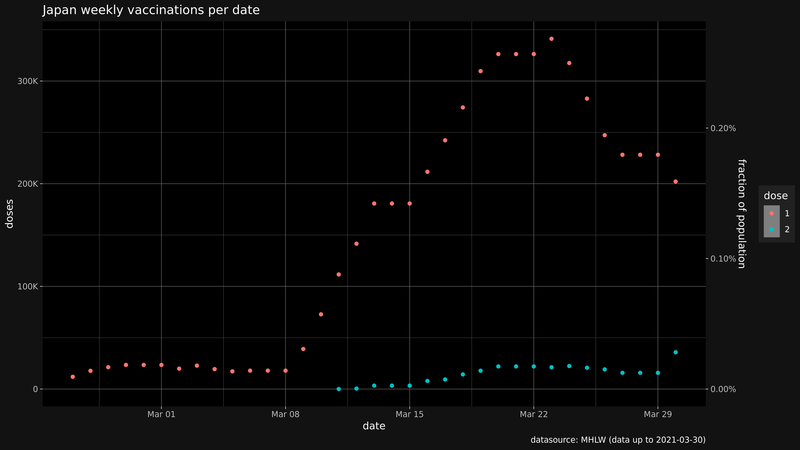 Japan weekly vaccinations per date
300K
200K
100K
0
doses
0.20%
0.10%
0.00%
fraction of population
dose
1
2
Mar 01
Mar 08
Mar 15
Mar 22
Mar 29
date
datasource: MHLW (data up to 2021-03-30)